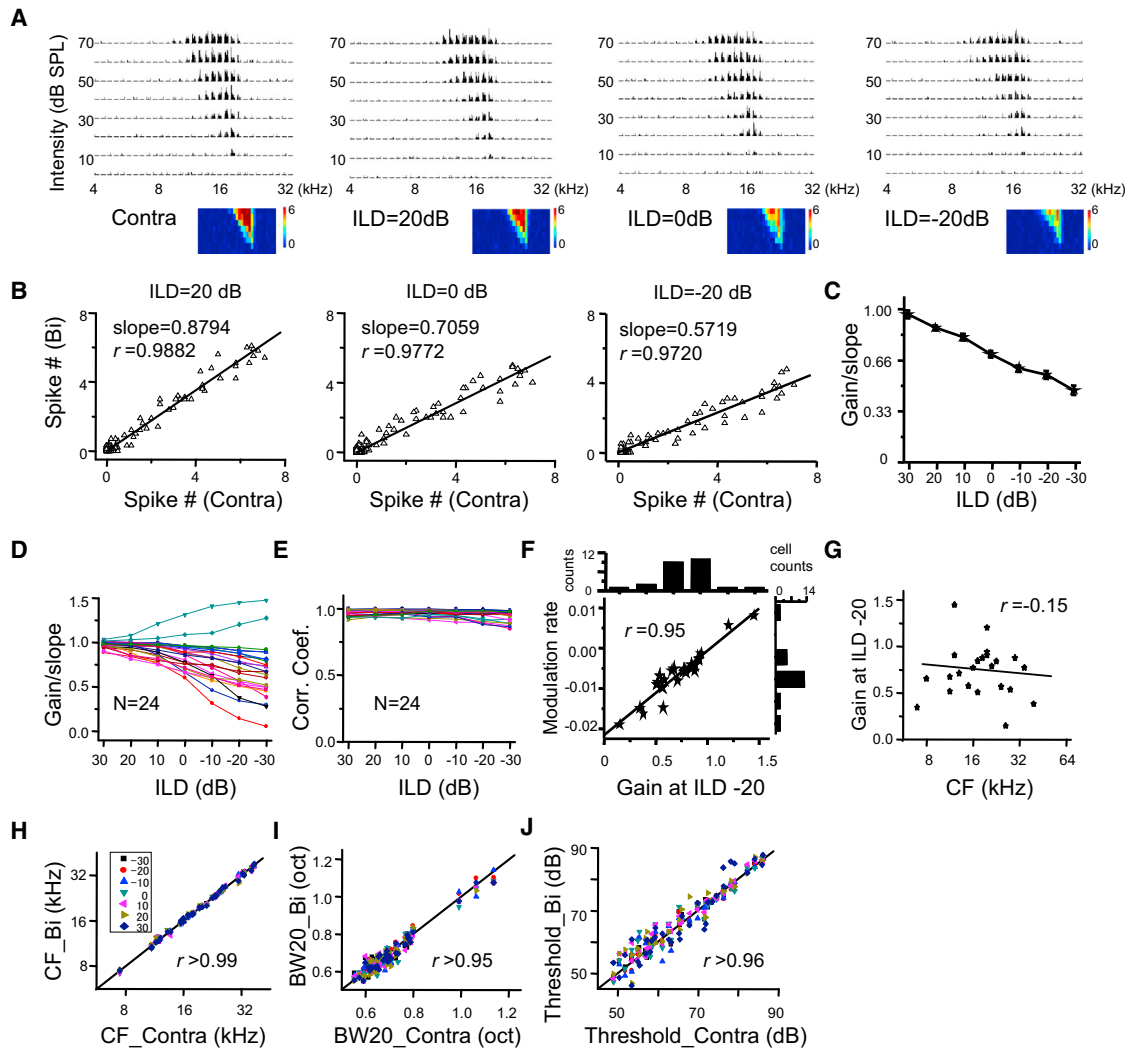 A
Intensity (dB SPL)
70
50
30
10
4 8 16 32 (kHz)
70
50
30
10
4 8 16 32 (kHz)
70
50
30
10
4 8 16 32 (kHz)
70
50
30
10
4 8 16 32 (kHz)
Contra
6
0
ILD=20dB
6
0
ILD=0dB
6
0
ILD=-20dB
6
0
B
ILD=20 dB
slope=0.8794
r =0.9882
Spike # (Bi)
8
4
0
0 4 8
Spike # (Contra)
ILD=0 dB
slope=0.7059
r =0.9772
8
4
0
0 4 8
Spike # (Contra)
ILD=-20 dB
slope=0.5719
r =0.9720
8
4
0
0 4 8
Spike # (Contra)
C
Gain/slope
1.00
0.66
0.33
0
30 20 10 0 -10 -20 -30
ILD (dB)
D
Gain/slope
1.5
1.0
0.5
0.0
N=24
30 20 10 0 -10 -20 -30
ILD (dB)
E
Corr. Coef.
1.0
0.5
0.0
N=24
30 20 10 0 -10 -20 -30
ILD (dB)
F
counts
12
0
cell
counts
0 14
Modulation rate
0.01
0.00
-0.01
-0.02
r =0.95
0.0 0.5 1.0 1.5
Gain at ILD -20
G
Gain at ILD -20
1.5
1.0
0.5
0.0
r=-0.15
8 16 32 64
CF (kHz)
H
CF_Bi (kHz)
32
16
8
−30
−20
−10
0
10
20
30
r >0.99
8 16 32
CF_Contra (kHz)
I
BW20_Bi (oct)
1.2
1.0
0.8
0.6
r >0.95
0.6 0.8 1.0 1.2
BW20_Contra (oct)
J
Threshold_Bi (dB)
90
70
50
r >0.96
50 70 90
Threshold_Contra (dB)